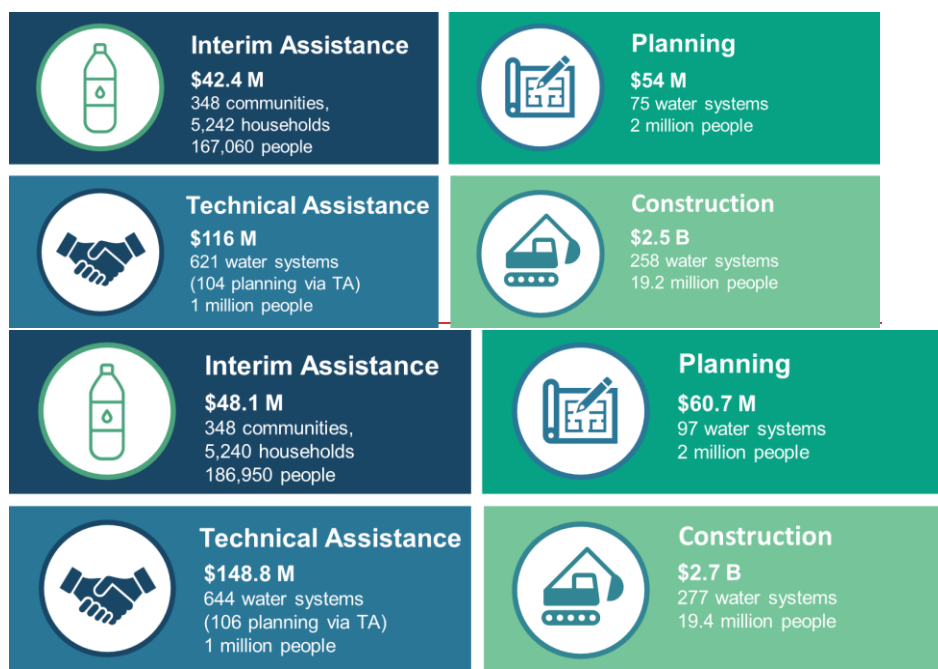 Interim Assistance
$42.4 M
348 communities,
5,242 households
167,060 people
Planning
$54 M
75 water systems
2 million people
Technical Assistance
$116 M
621 water systems
(104 planning via TA)
1 million people
Construction
$2.5 B
258 water systems
19.2 million people
Interim Assistance
$48.1 M
348 communities,
5,240 households
186,950 people
Planning
$60.7 M
97 water systems
2 million people
Technical Assistance
$148.8 M
644 water systems
(106 planning via TA)
1 million people
Construction
$2.7 B
277 water systems
19.4 million people